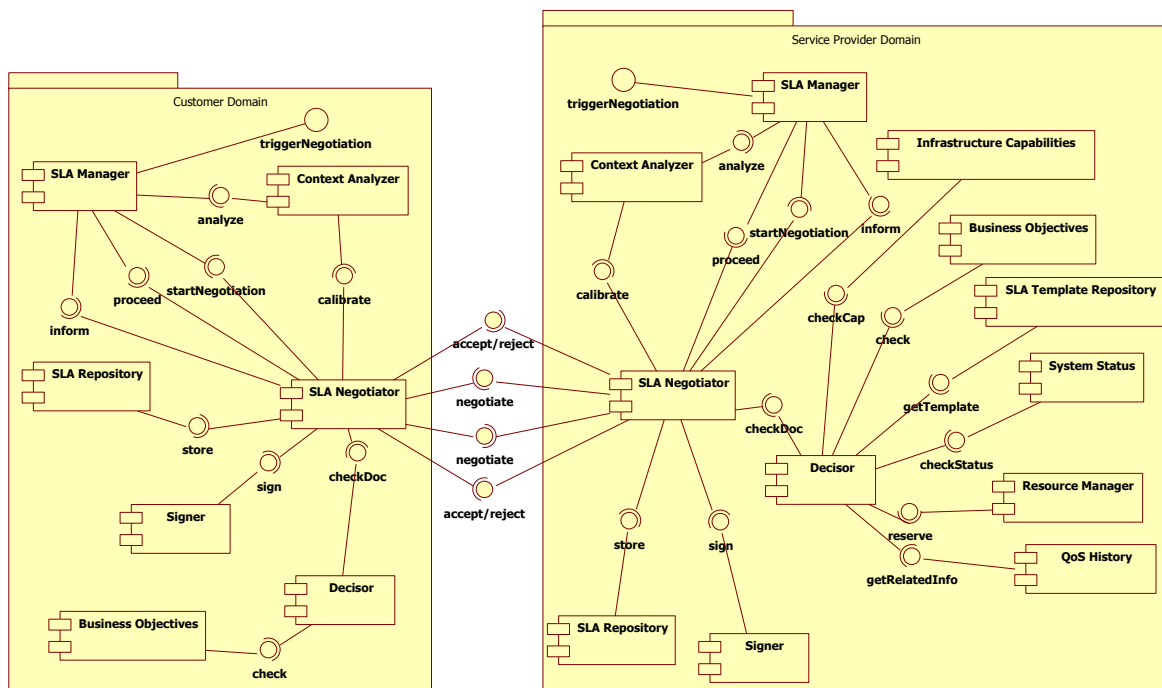 Service Provider Domain
SLA Manager
triggerNegotiation
Customer Domain
triggerNegotiation
Infrastructure Capabilities
Context Analyzer
analyze
SLA Manager
Context Analyzer
analyze
startNegotiation
inform
Business Objectives
proceed
proceed
startNegotiation
calibrate
calibrate
SLA Template Repository
checkCap
inform
check
accept/reject
System Status
SLA Repository
SLA Negotiator
negotiate
SLA Negotiator
getTemplate
checkDoc
store
negotiate
checkStatus
checkDoc
Decisor
sign
Resource Manager
accept/reject
Signer
reserve
store
sign
QoS History
getRelatedInfo
Decisor
Business Objectives
SLA Repository
Signer
check